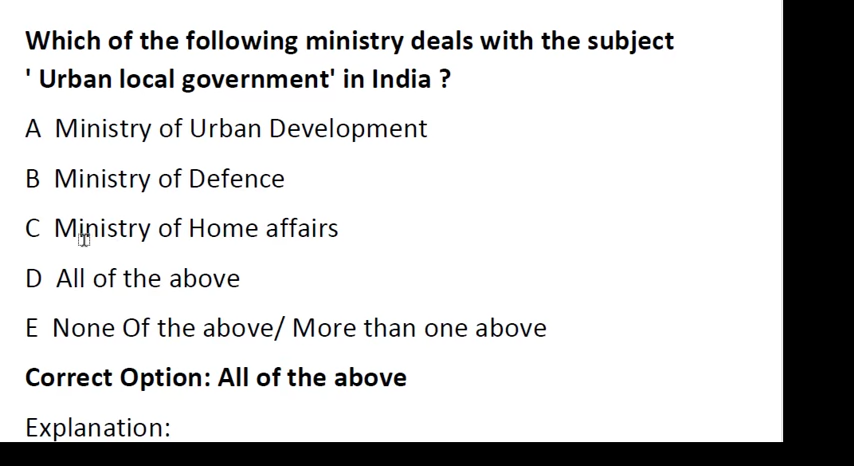 Which of the following ministry deals with the subject
' Urban local government' in India ?
A Ministry of Urban Development
B Ministry of Defence
C Ministry of Home affairs
D All of the above
E None Of the above/ More than one above
Correct Option: All of the above
Explanation: